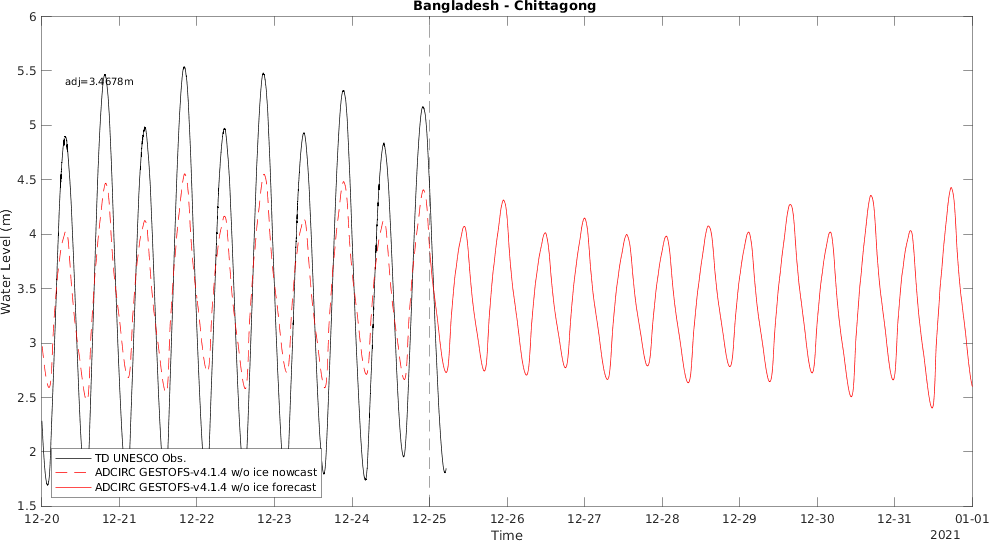 Bangladesh - Chittagong
Water Level (m)
6
5.5
5
4.5
4
3.5
3
2.5
2
1.5
adj=3.4678m
TD UNESCO Obs.
ADCIRC GESTOFS-v4.1.4 w/o ice nowcast
ADCIRC GESTOFS-v4.1.4 w/o ice forecast
12-20 12-21 12-22 12-23 12-24 12-25 12-26 12-27 12-28 12-29 12-30 12-31 01-01
Time
2021